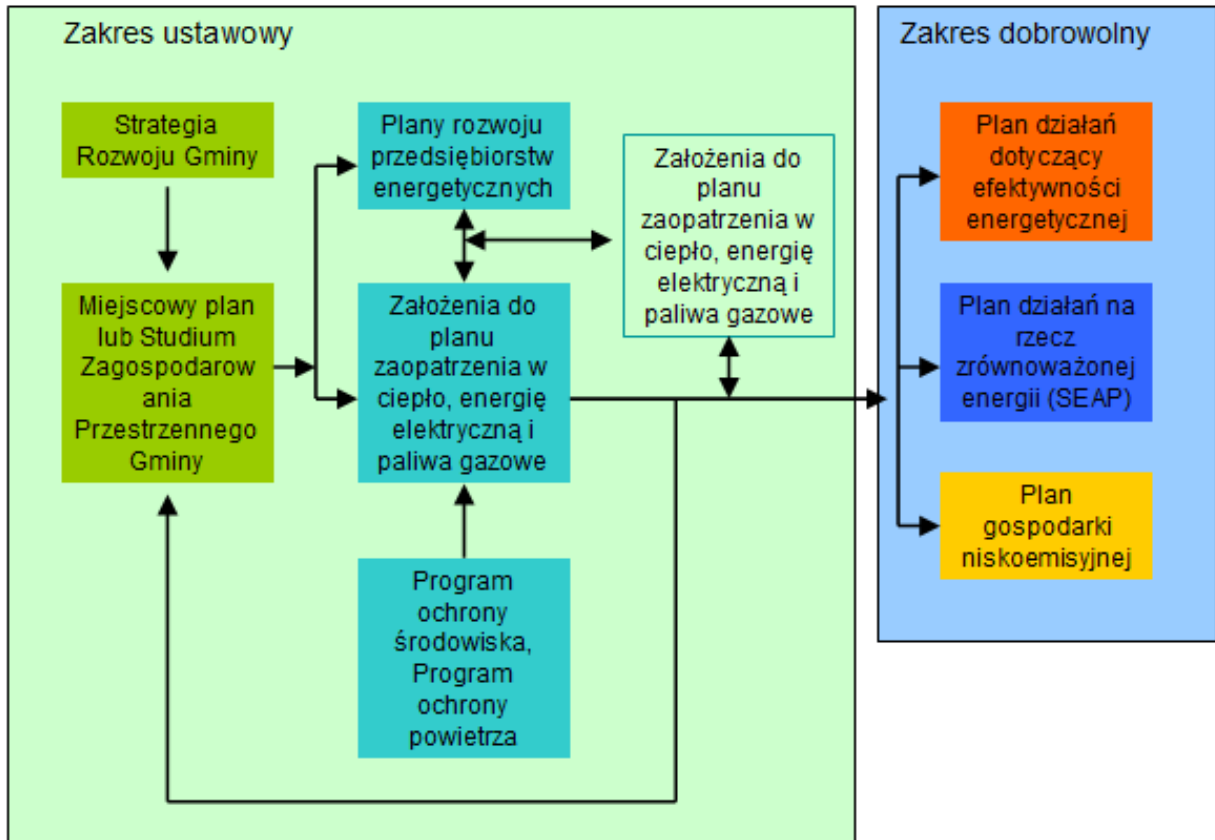 Zakres ustawowy
Strategia
Rozwoju Gminy
Miejscowy plan
lub Studium
Zagospodarow
ania
Przestrzennego
Gminy
Plany rozwoju
przedsiębiorstw
energetycznych
Założenia do
planu
zaopatrzenia w
ciepło, energię
elektryczną i
paliwa gazowe
Program
ochrony
środowiska,
Program
ochrony
powietrza
Założenia do
planu
zaopatrzenia w
ciepło, energię
elektryczną i
paliwa gazowe
Zakres dobrowolny
Plan działań
dotyczący
efektywności
energetycznej
Plan działań na
rzecz
zrównoważonej
energii (SEAP)
Plan
gospodarki
niskoemisyjnej